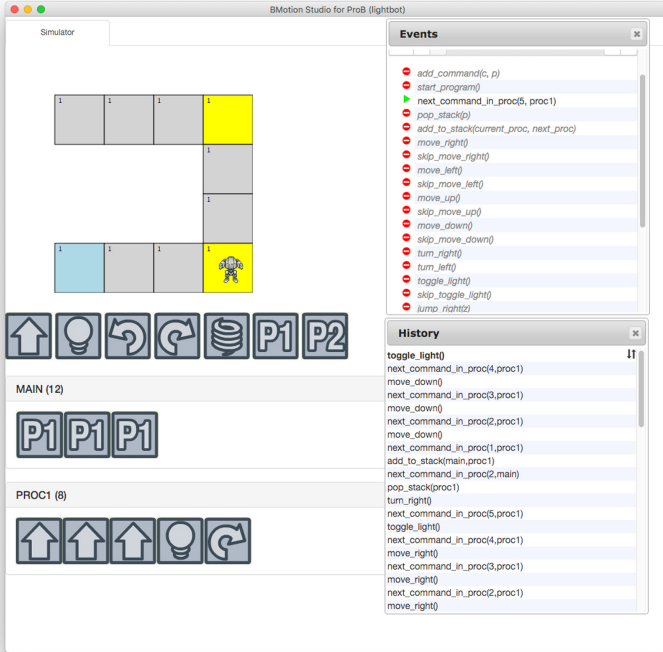 BMotion Studio for ProB (lightbot)
Simulator
1 1 1 1
1
1
1 1 1 1
P1 P2
MAIN (12)
P1 P1 P1
PROC1 (8)
Events
add_command(c, p)
start_program()
next_command_in_proc(5, proc1)
pop_stack(p)
add_to_stack(current_proc, next_proc)
move_right()
skip_move_right()
move_left()
skip_move_left()
move_up()
skip_move_up()
move_down()
skip_move_down()
turn_right()
turn_left()
toggle_light()
skip_toggle_light()
jump_right(z)
History
toggle_light()
next_command_in_proc(4,proc1)
move_down()
next_command_in_proc(3,proc1)
move_down()
next_command_in_proc(2,proc1)
move_down()
next_command_in_proc(1,proc1)
add_to_stack(main,proc1)
next_command_in_proc(2,main)
pop_stack(proc1)
turn_right()
next_command_in_proc(5,proc1)
toggle_light()
next_command_in_proc(4,proc1)
move_right()
next_command_in_proc(3,proc1)
move_right()
next_command_in_proc(2,proc1)
move_right()